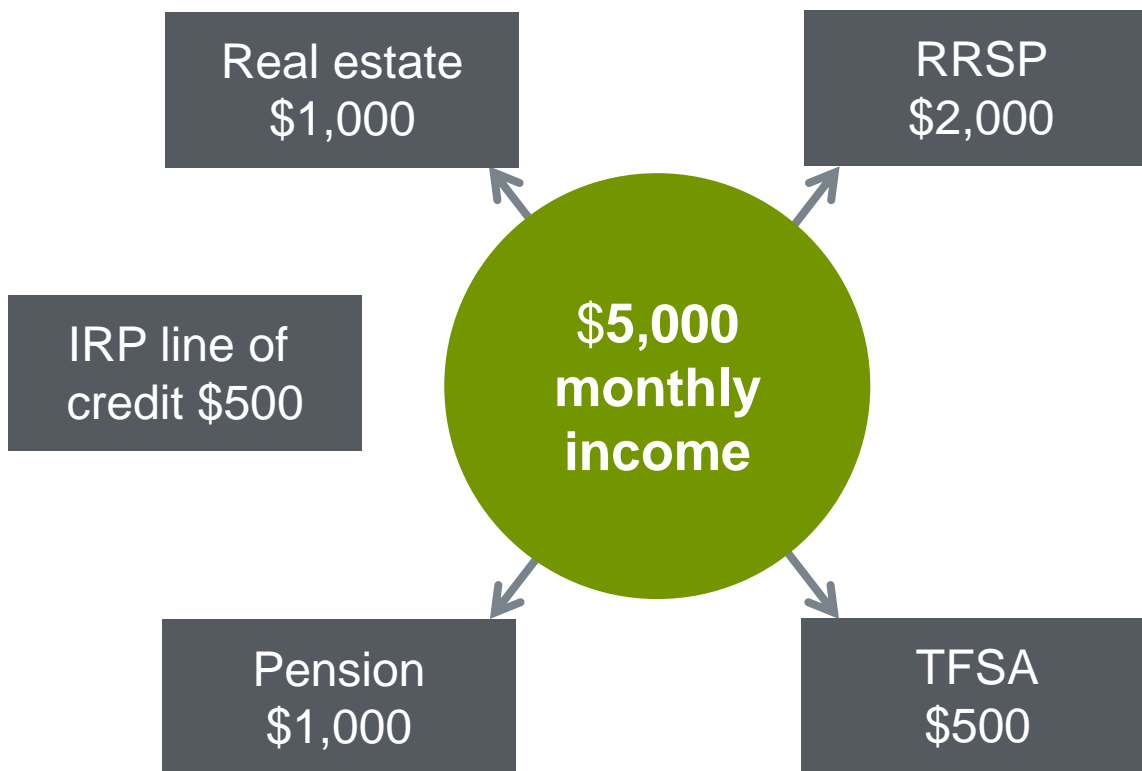 Real estate
$1,000
RRSP
$2,000
$5,000
monthly
income
IRP line of
credit $500
Pension
$1,000
TFSA
$500